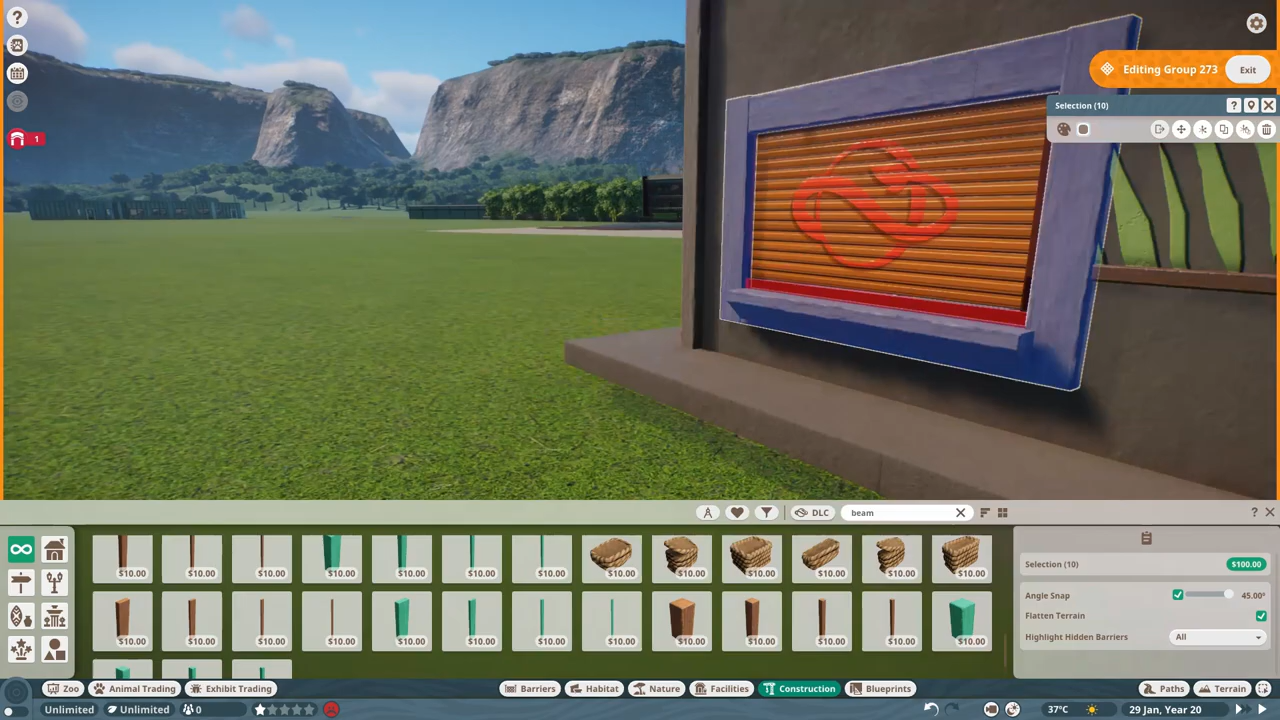 ?
Editing Group 273
Exit
Selection (10)
?
1
DLC
beam
?
$10.00 $10.00 $10.00 $10.00 $10.00 $10.00 $10.00 $10.00 $10.00 $10.00 $10.00 $10.00 $10.00
$10.00 $10.00 $10.00 $10.00 $10.00 $10.00 $10.00 $10.00 $10.00 $10.00 $10.00 $10.00 $10.00
Selection (10)
$100.00
Angle Snap
45.00°
Flatten Terrain
Highlight Hidden Barriers
All
Zoo
Animal Trading
Exhibit Trading
Barriers
Habitat
Nature
Facilities
Construction
Blueprints
Paths
Terrain
Unlimited
Unlimited
0
37°C
29 Jan, Year 20